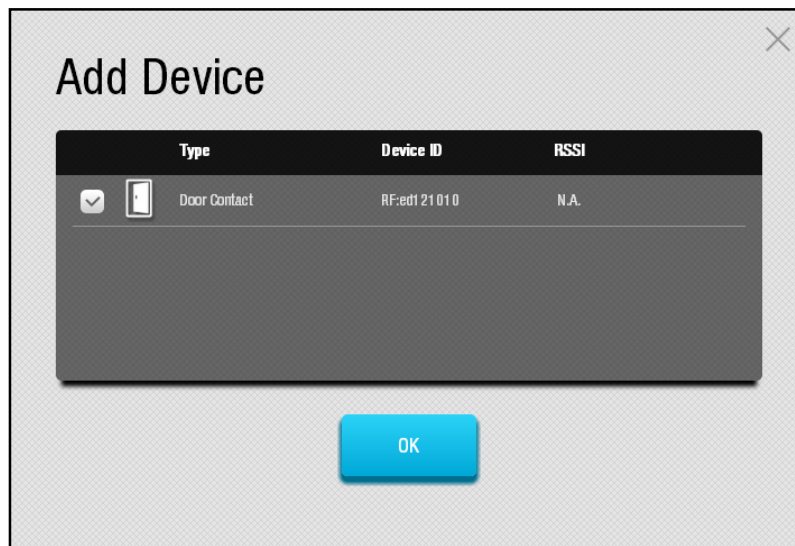 Add Device
Type Device ID RSSI
Door Contact RF:ed121010 N.A.
OK